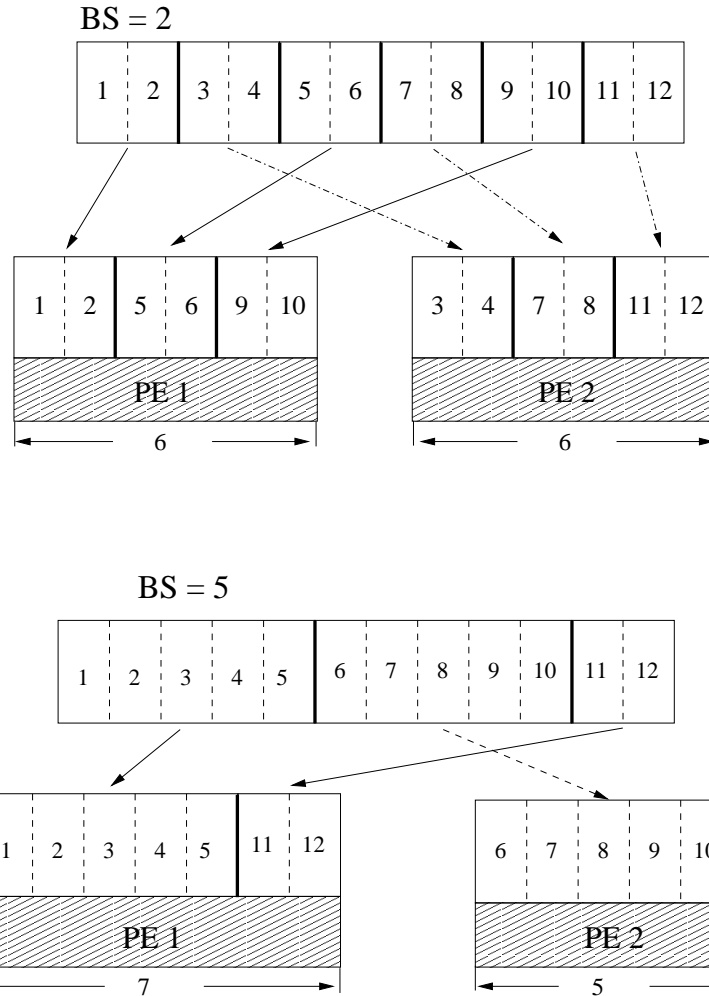 BS = 2
1 2 3 4 5 6 7 8 9 10 11 12
1 2 5 6 9 10 3 4 7 8 11 12
PE 1 PE 2
6 6
BS = 5
1 2 3 4 5 6 7 8 9 10 11 12
1 2 3 4 5 11 12 6 7 8 9 10
PE 1 PE 2
7 5